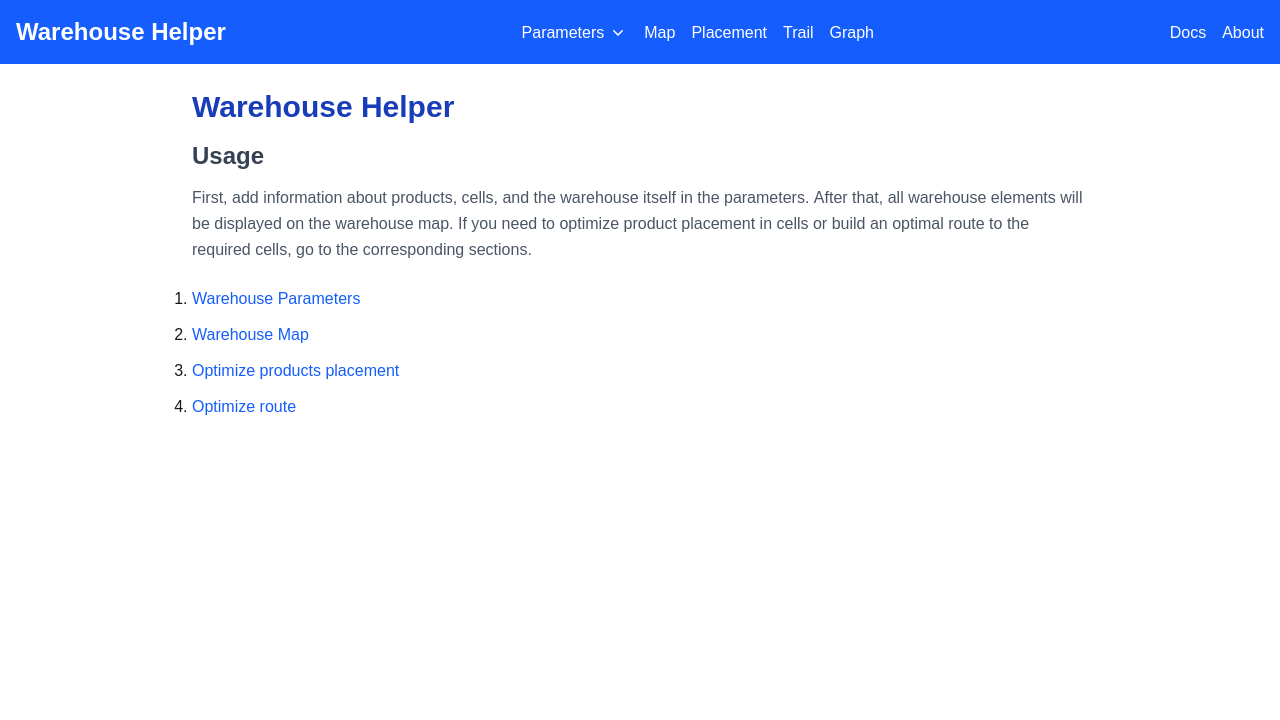 Warehouse Helper
Parameters
Map
Placement
Trail
Graph
Docs
About
Warehouse Helper
Usage
First, add information about products, cells, and the warehouse itself in the parameters. After that, all warehouse elements will
be displayed on the warehouse map. If you need to optimize product placement in cells or build an optimal route to the
required cells, go to the corresponding sections.
1. Warehouse Parameters
2. Warehouse Map
3. Optimize products placement
4. Optimize route